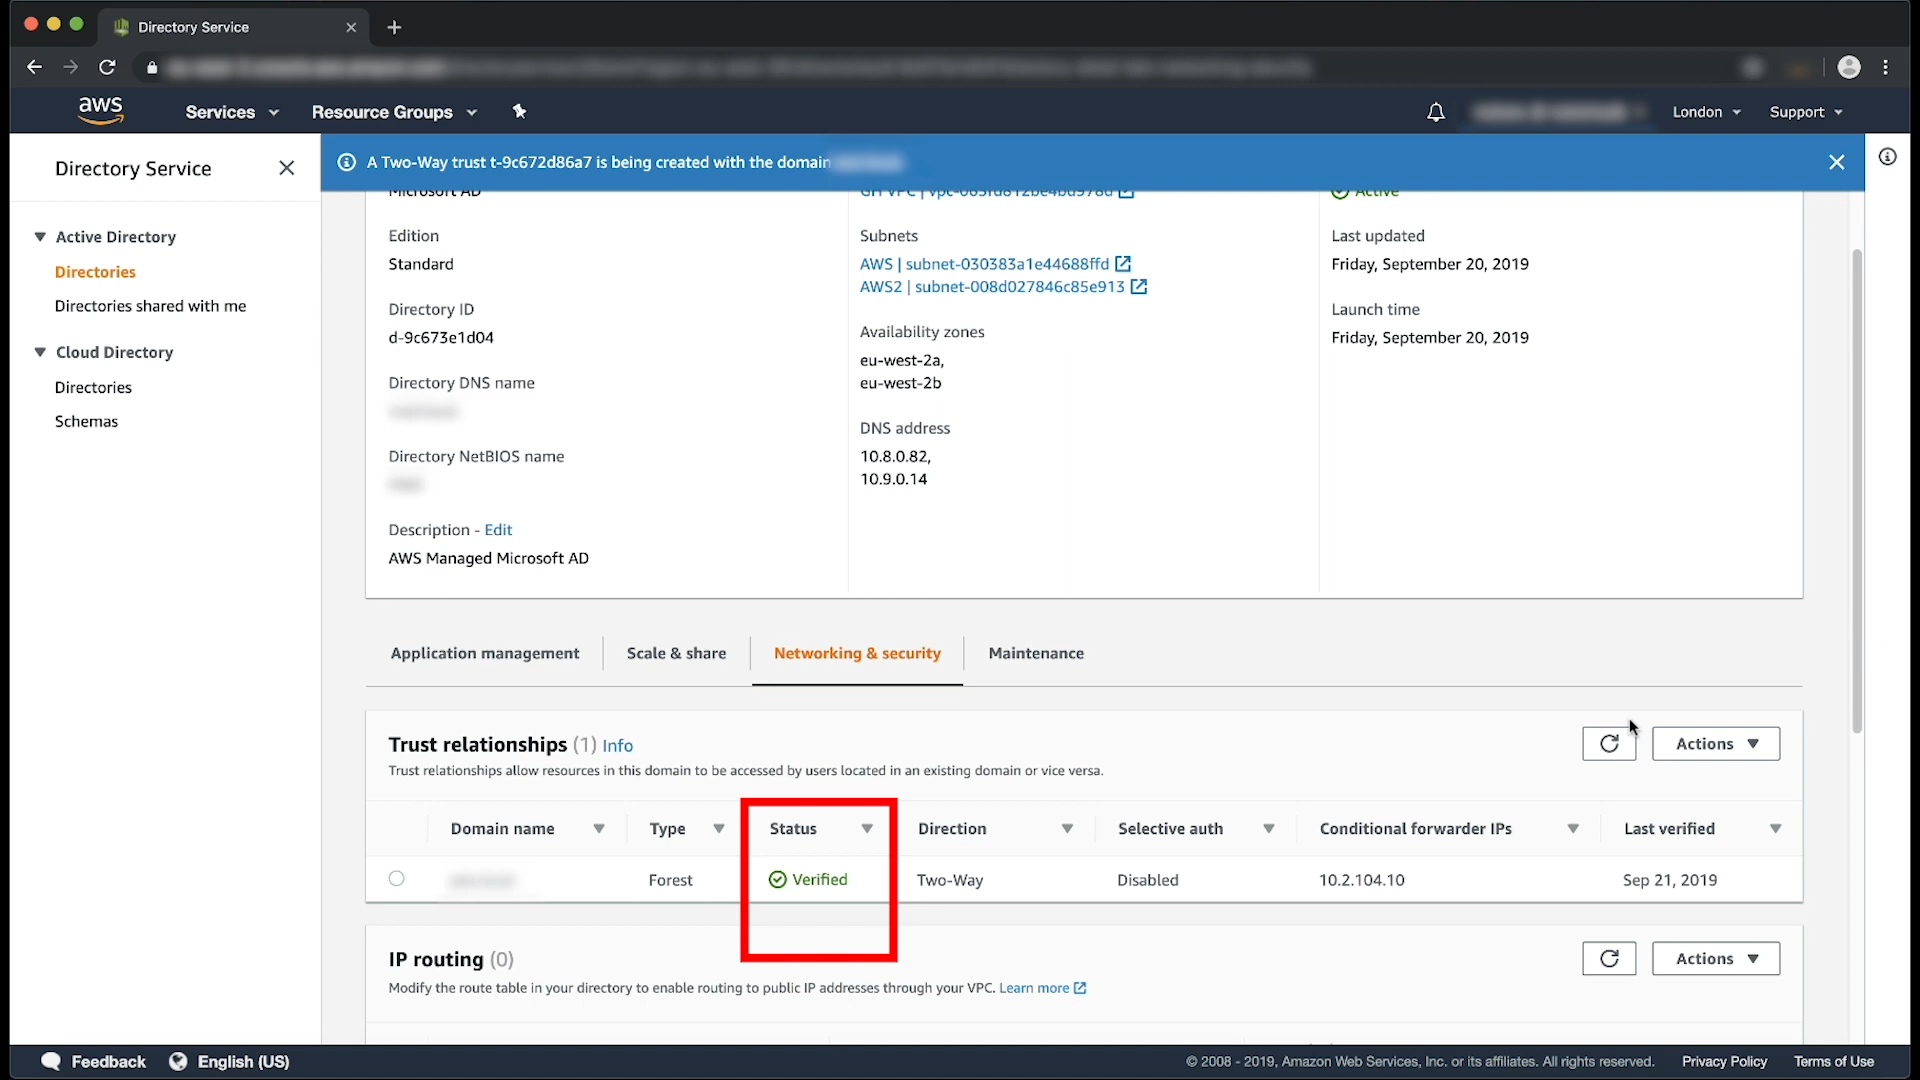 Directory Service
aws
Services
Resource Groups
London
Support
Directory Service
A Two-Way trust t-9c672d86a7 is being created with the domain
Active Directory
Directories
Directories shared with me
Cloud Directory
Directories
Schemas
Microsoft AD
Edition
Standard
Directory ID
d-9c673e1d04
Directory DNS name
Directory NetBIOS name
Description - Edit
AWS Managed Microsoft AD
Subnets
AWS | subnet-030383a1e44688ffd
AWS2 | subnet-008d027846c85e913
Availability zones
eu-west-2a,
eu-west-2b
DNS address
10.8.0.82,
10.9.0.14
Active
Last updated
Friday, September 20, 2019
Launch time
Friday, September 20, 2019
Application management
Scale & share
Networking & security
Maintenance
Trust relationships (1) Info
Trust relationships allow resources in this domain to be accessed by users located in an existing domain or vice versa.
Actions
Domain name Type Status Direction Selective auth Conditional forwarder IPs Last verified
Forest Verified Two-Way Disabled 10.2.104.10 Sep 21, 2019
IP routing (0)
Modify the route table in your directory to enable routing to public IP addresses through your VPC. Learn more
Actions
Feedback
English (US)
© 2008 - 2019, Amazon Web Services, Inc. or its affiliates. All rights reserved.
Privacy Policy
Terms of Use